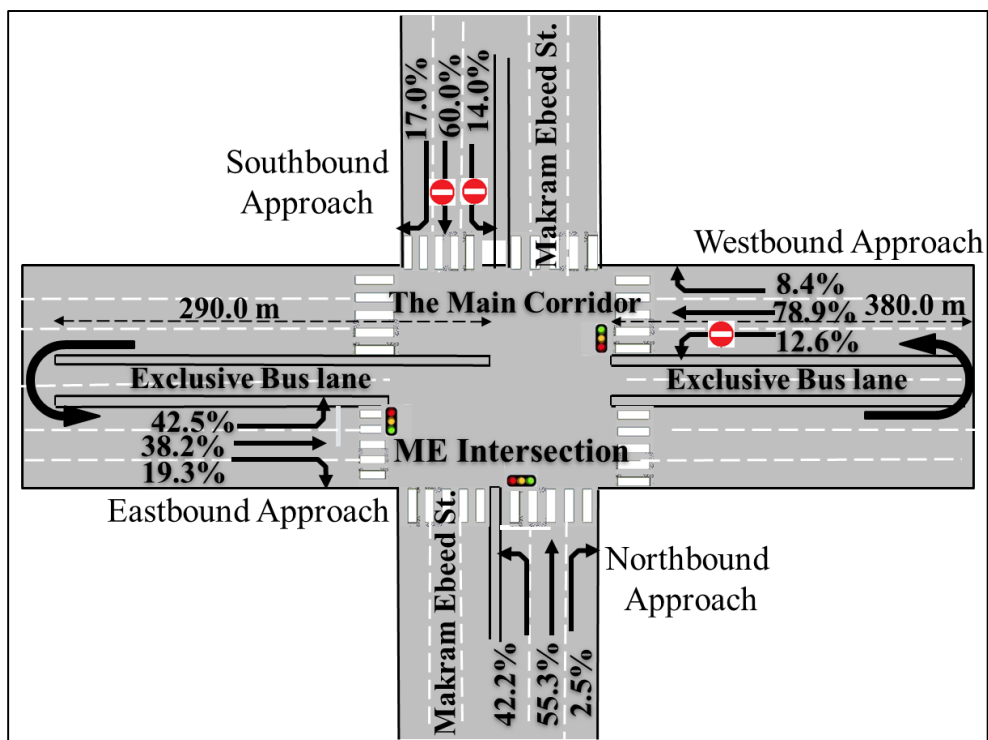 17.0%
60.0%
14.0%
Makram Ebeed St.
Southbound
Approach
Westbound Approach
The Main Corridor
8.4%
290.0 m
78.9%
380.0 m
12.6%
Exclusive Bus lane
Exclusive Bus lane
42.5%
38.2%
19.3%
ME Intersection
Eastbound Approach
Makram Ebeed St.
Northbound
Approach
42.2%
55.3%
2.5%